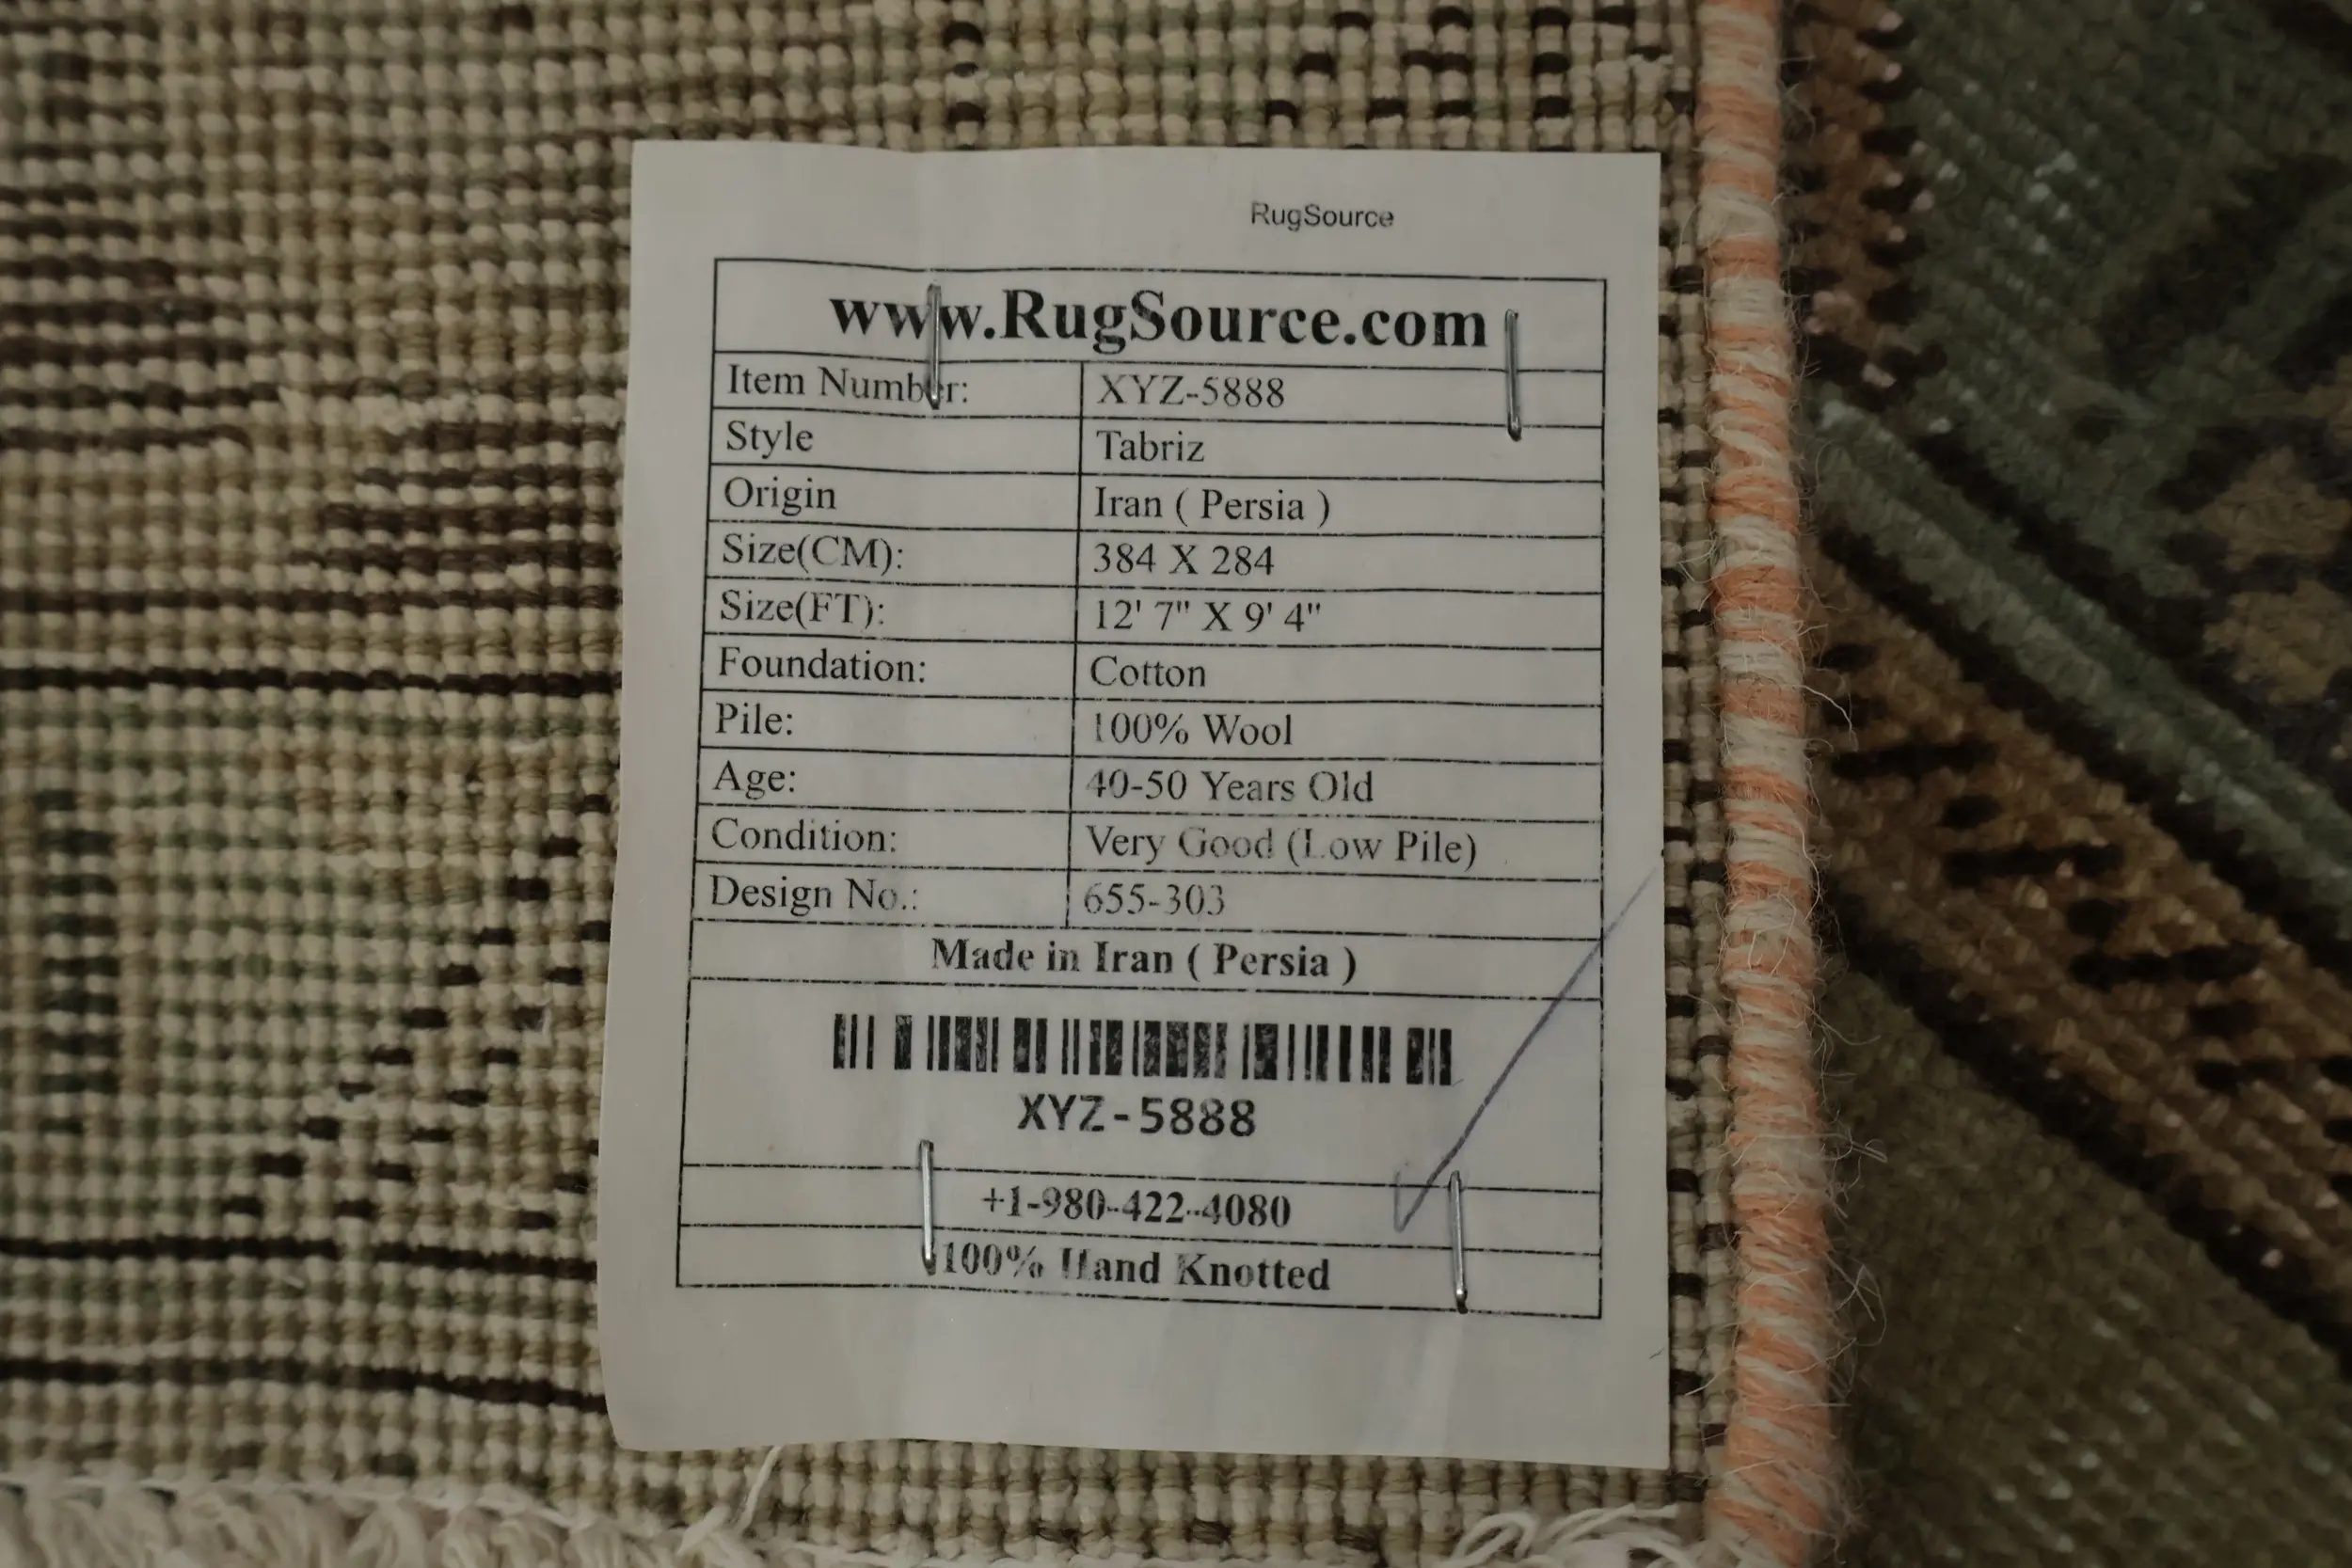 RugSource
www.RugSource.com
Item Number: XYZ-5888
Style Tabriz
Origin Iran ( Persia )
Size(CM): 384 X 284
Size(FT): 12' 7" X 9' 4"
Foundation: Cotton
Pile: 100% Wool
Age: 40-50 Years Old
Condition: Very Good (Low Pile)
Design No.: 655-303
Made in Iran ( Persia )
XYZ-5888
+1-980-422-4080
100% Hand Knotted